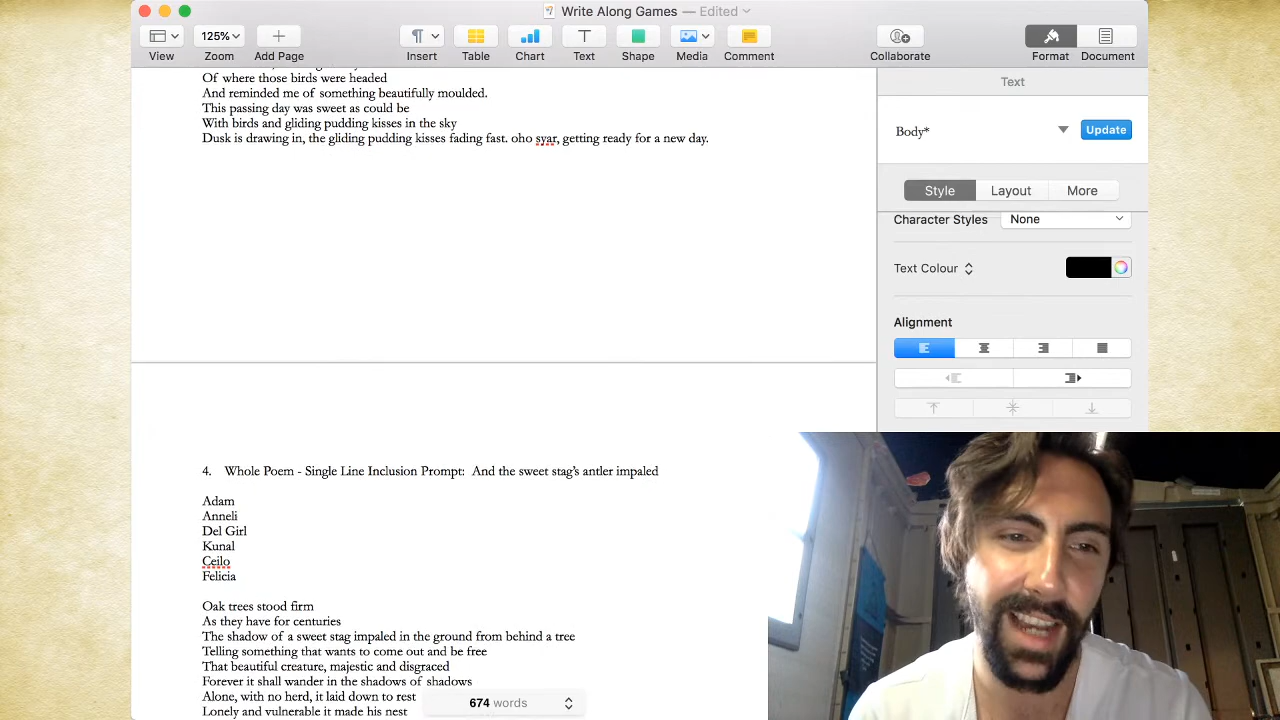 Write Along Games — Edited
125%
View
Zoom
Add Page
Insert
Table
Chart
Text
Shape
Media
Comment
Collaborate
Format
Document
Of where those birds were headed
And reminded me of something beautifully moulded.
This passing day was sweet as could be
With birds and gliding pudding kisses in the sky
Dusk is drawing in, the gliding pudding kisses fading fast. oho syar, getting ready for a new day.
Text
Body*
Update
Style
Layout
More
Character Styles
None
Text Colour
Alignment
4. Whole Poem - Single Line Inclusion Prompt: And the sweet stag's antler impaled
Adam
Anneli
Del Girl
Kunal
Ceilo
Felicia
Oak trees stood firm
As they have for centuries
The shadow of a sweet stag impaled in the ground from behind a tree
Telling something that wants to come out and be free
That beautiful creature, majestic and disgraced
Forever it shall wander in the shadows of shadows
Alone, with no herd, it laid down to rest
Lonely and vulnerable it made his nest
674 words